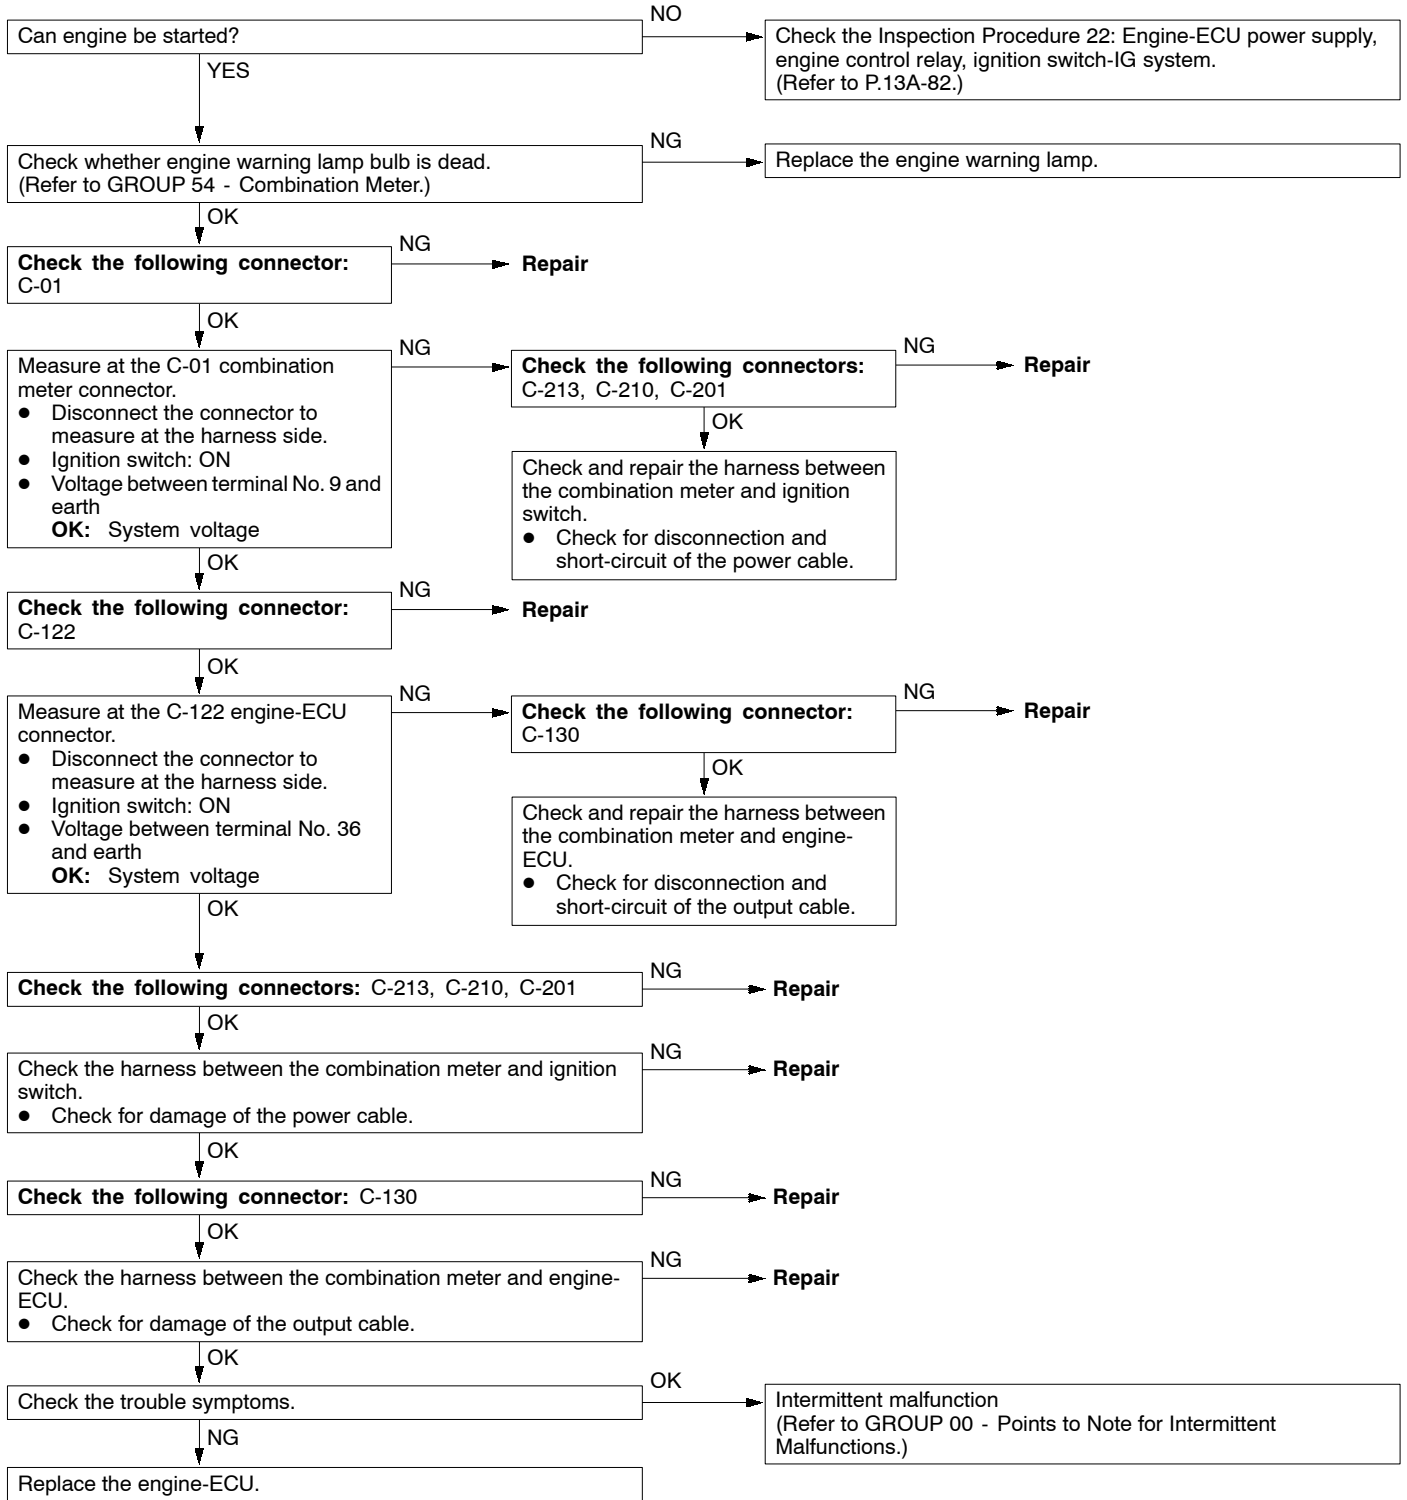 NO
Can engine be started?
Check the Inspection Procedure 22: Engine-ECU power supply,
engine control relay, ignition switch-IG system.
(Refer to P.13A-82.)
YES
NG
Check whether engine warning lamp bulb is dead.
(Refer to GROUP 54 - Combination Meter.)
Replace the engine warning lamp.
OK
NG
Check the following connector:
C-01
Repair
OK
NG
Measure at the C-01 combination
meter connector.
● Disconnect the connector to
measure at the harness side.
● Ignition switch: ON
● Voltage between terminal No. 9 and
earth
OK: System voltage
Check the following connectors:
C-213, C-210, C-201
NG
Repair
OK
Check and repair the harness between
the combination meter and ignition
switch.
● Check for disconnection and
short-circuit of the power cable.
OK
NG
Check the following connector:
C-122
Repair
OK
NG
Measure at the C-122 engine-ECU
connector.
● Disconnect the connector to
measure at the harness side.
● Ignition switch: ON
● Voltage between terminal No. 36
and earth
OK: System voltage
Check the following connector:
C-130
NG
Repair
OK
Check and repair the harness between
the combination meter and engine-
ECU.
● Check for disconnection and
short-circuit of the output cable.
OK
NG
Check the following connectors: C-213, C-210, C-201
Repair
OK
NG
Check the harness between the combination meter and ignition
switch.
● Check for damage of the power cable.
Repair
OK
NG
Check the following connector: C-130
Repair
OK
NG
Check the harness between the combination meter and engine-
ECU.
● Check for damage of the output cable.
Repair
OK
OK
Check the trouble symptoms.
Intermittent malfunction
(Refer to GROUP 00 - Points to Note for Intermittent
Malfunctions.)
NG
Replace the engine-ECU.